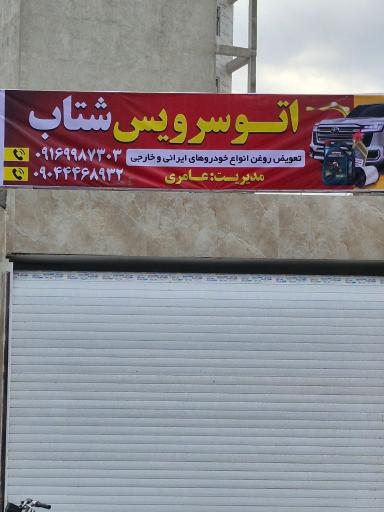 اتوسرویس شتاب
تعویض روغن انواع خودروهای ایرانی و خارجی
مدیریت: عامری
۰۹۱۶۹۹۸۷۳۰۳
۰۹۰۴۴۴۶۸۹۳۲